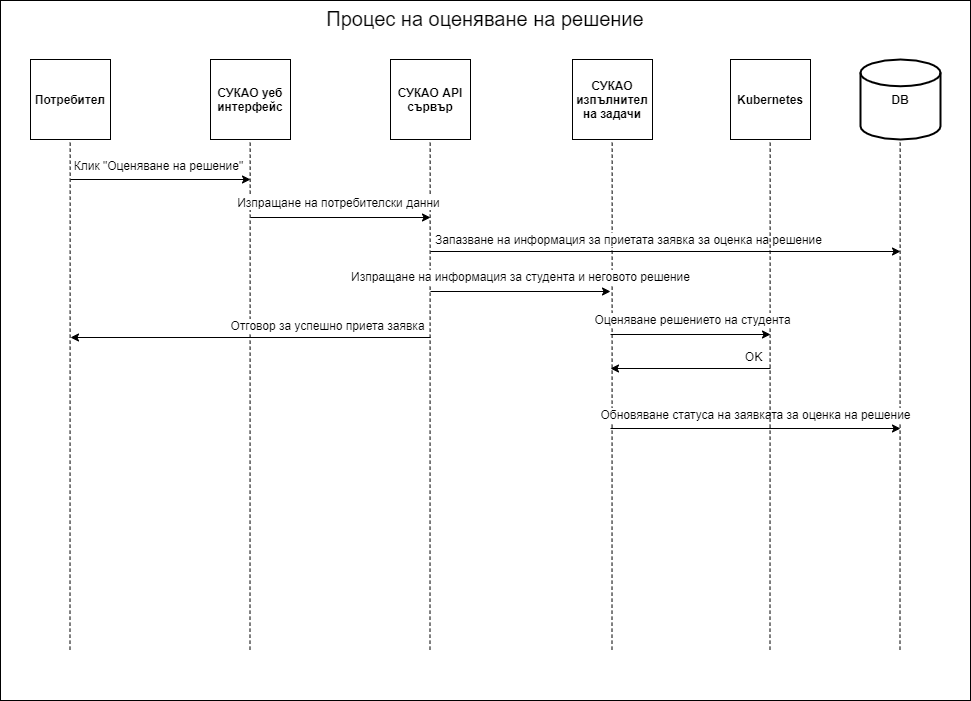 Процес на оценяване на решение
Потребител
СУКАО уеб
интерфейс
СУКАО API
сървър
СУКАО
изпълнител
на задачи
Kubernetes
DB
Клик "Оценяване на решение"
Изпращане на потребителски данни
Запазване на информация за приетата заявка за оценка на решение
Изпращане на информация за студента и неговото решение
Оценяване решението на студента
Отговор за успешно приета заявка
OK
Обновяване статуса на заявката за оценка на решение